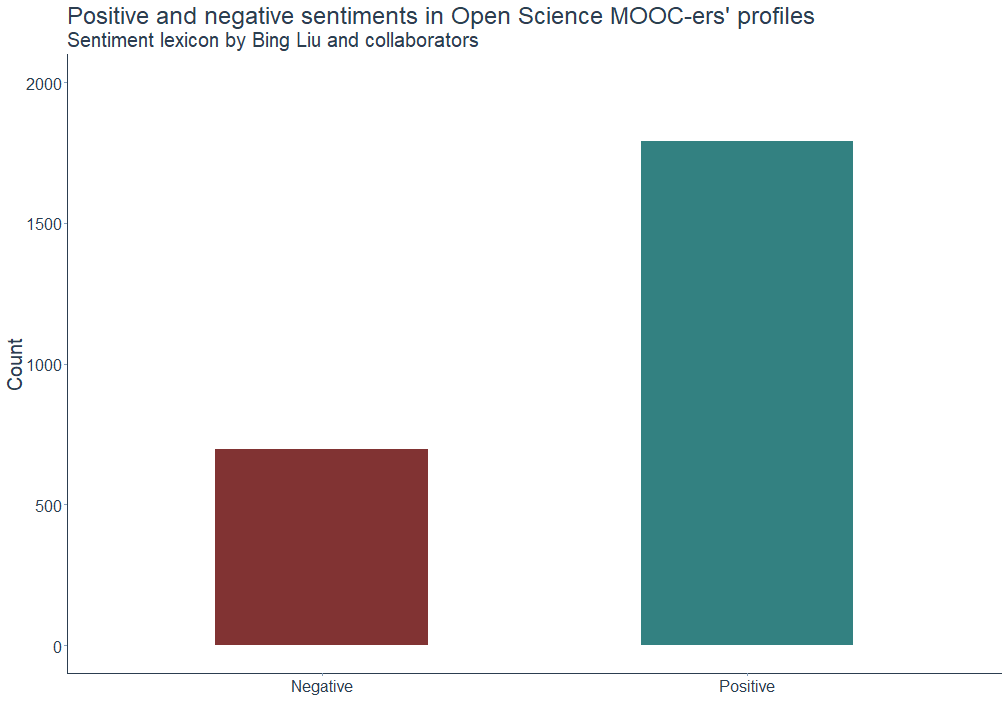 Positive and negative sentiments in Open Science MOOC-ers' profiles
Sentiment lexicon by Bing Liu and collaborators
2000
1500
1000
500
0
Count
Negative Positive